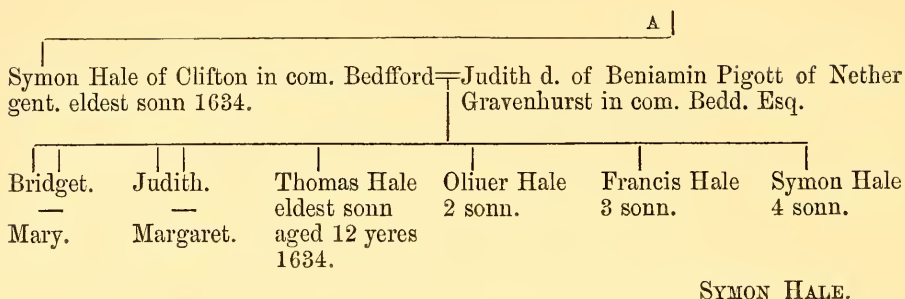 A
Symon Hale of Clifton in com. Bedfford=Judith d. of Beniamin Pigott of Nether
gent. eldest sonn 1634. Gravenhurst in com. Bedd. Esq.
Bridget. Judith. Thomas Hale Oliuer Hale Francis Hale Symon Hale
— — eldest sonn 2 sonn. 3 sonn. 4 sonn.
Mary. Margaret. aged 12 yeres
1634.
SYMON HALE.